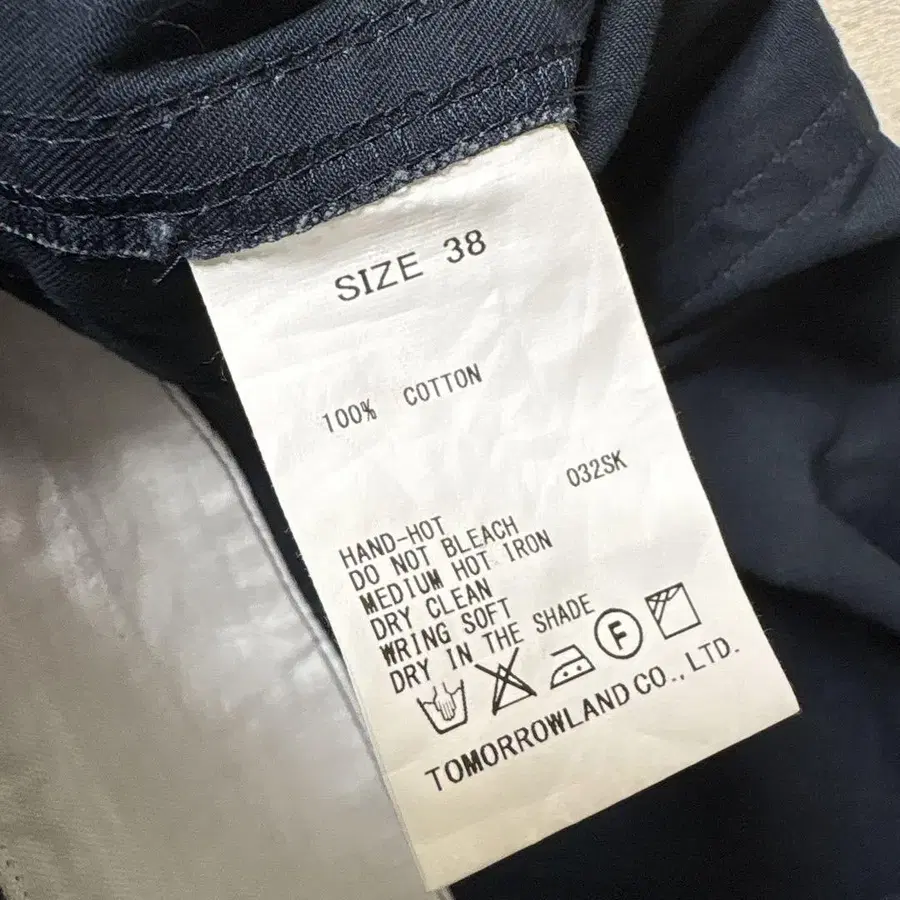 SIZE 38
100% COTTON
032SK
HAND-HOT
DO NOT BLEACH
MEDIUM HOT IRON
DRY CLEAN
WRING SOFT
DRY IN THE SHADE
F
TOMORROWLAND CO., LTD.